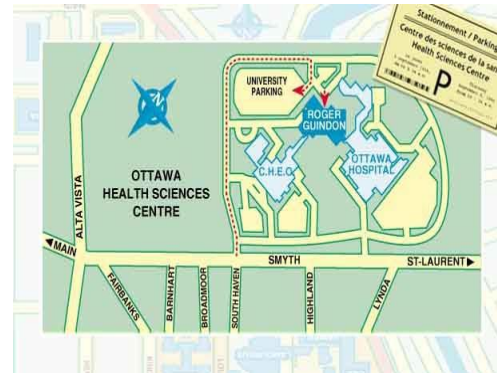 Stationnement / Parking
Centre des sciences de la san
Health Sciences Centre
P
UNIVERSITY
PARKING
ROGER
GUINDON
N
C.H.E.O.
OTTAWA
HOSPITAL
OTTAWA
HEALTH SCIENCES
CENTRE
ALTA VISTA
MAIN
SMYTH
ST-LAURENT
FAIRBANKS
BARNHART
BROADMOOR
SOUTH HAVEN
HIGHLAND
LYNDA